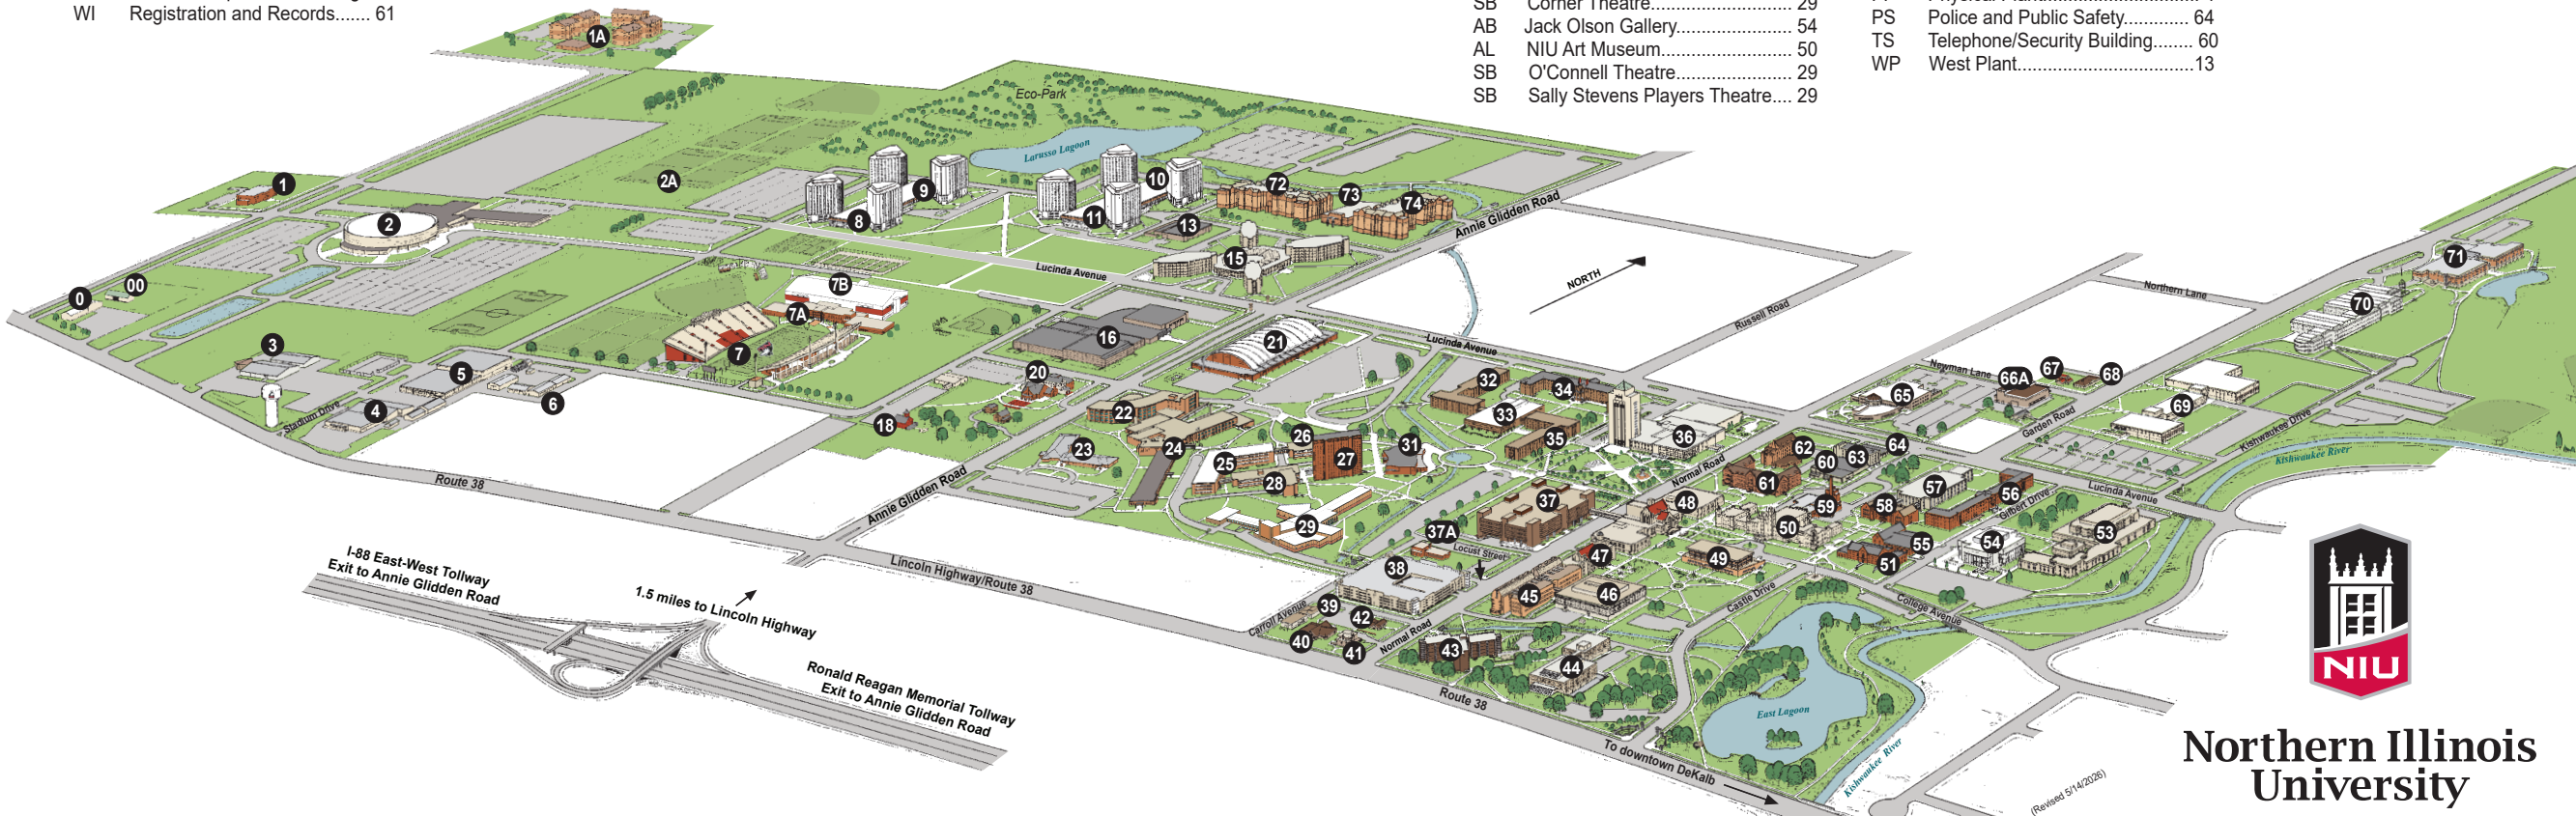 WI Registration and Records....... 61
SB Corner Theatre............................ 29
AB Jack Olson Gallery....................... 54
AL NIU Art Museum.......................... 50
SB O'Connell Theatre....................... 29
SB Sally Stevens Players Theatre.... 29
PS Police and Public Safety............. 64
TS Telephone/Security Building........ 60
WP West Plant...................................13
1A
Eco-Park
Larusso Lagoon
1
2A
2
9
8
10
11
13
72
73
74
Annie Glidden Road
15
Lucinda Avenue
0
00
7B
7A
7
3
5
4
6
Stadium Drive
16
21
20
18
22
23
24
25
26
27
28
29
31
NORTH
Russell Road
Lucinda Avenue
32
33
34
35
36
Northern Lane
71
70
Newman Lane
66A
67
68
65
69
Garden Road
Kishwaukee Drive
Kishwaukee River
Normal Road
62
60
63
64
61
59
58
57
56
Gilbert Drive
Lucinda Avenue
37
37A
Locust Street
48
50
47
49
51
55
54
53
38
39
40
41
42
45
46
43
44
Carroll Avenue
Normal Road
Castle Drive
College Avenue
Route 38
Annie Glidden Road
Lincoln Highway/Route 38
I-88 East-West Tollway
Exit to Annie Glidden Road
1.5 miles to Lincoln Highway
Ronald Reagan Memorial Tollway
Exit to Annie Glidden Road
Route 38
East Lagoon
To downtown DeKalb
Kishwaukee River
(Revised 5/14/2026)
NIU
Northern Illinois
University